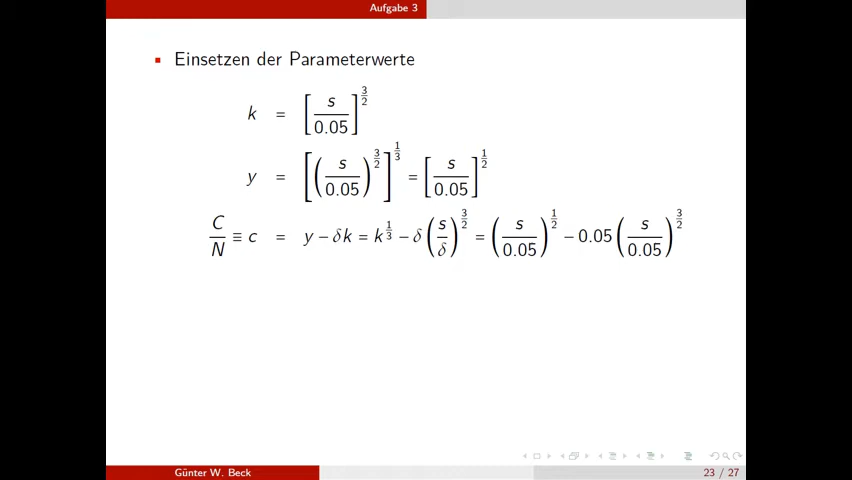 Aufgabe 3
Einsetzen der Parameterwerte
k = [s/0.05]^{3/2}
y = [(s/0.05)^{3/2}]^{1/3} = [s/0.05]^{1/2}
C/N ≡ c = y − δk = k^{1/3} − δ(s/δ)^{3/2} = (s/0.05)^{1/2} − 0.05(s/0.05)^{3/2}
Günter W. Beck 23 / 27